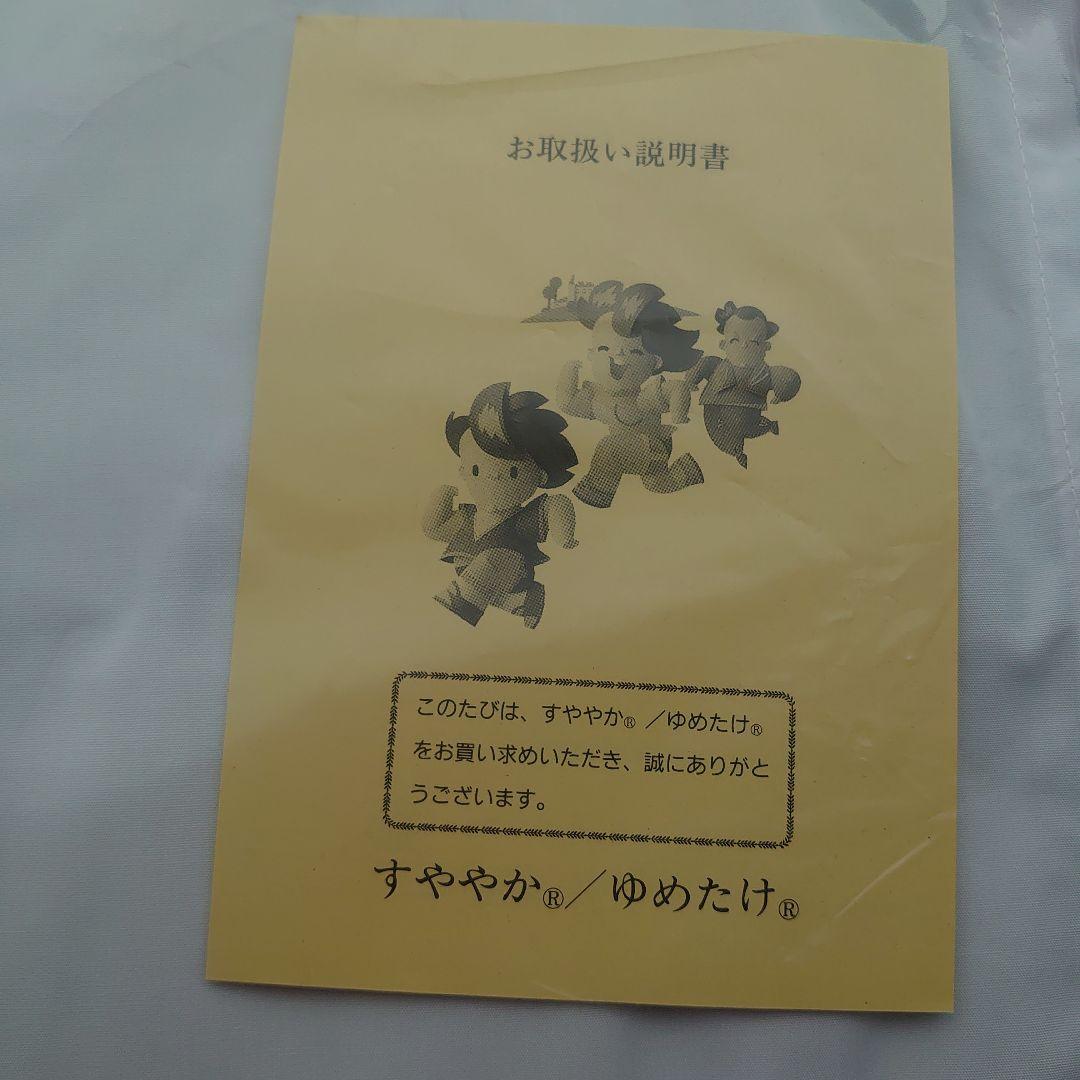 お取扱い説明書
このたびは、すややか® ／ゆめたけ®
をお買い求めいただき、誠にありがと
うございます。
すややか®／ゆめたけ®